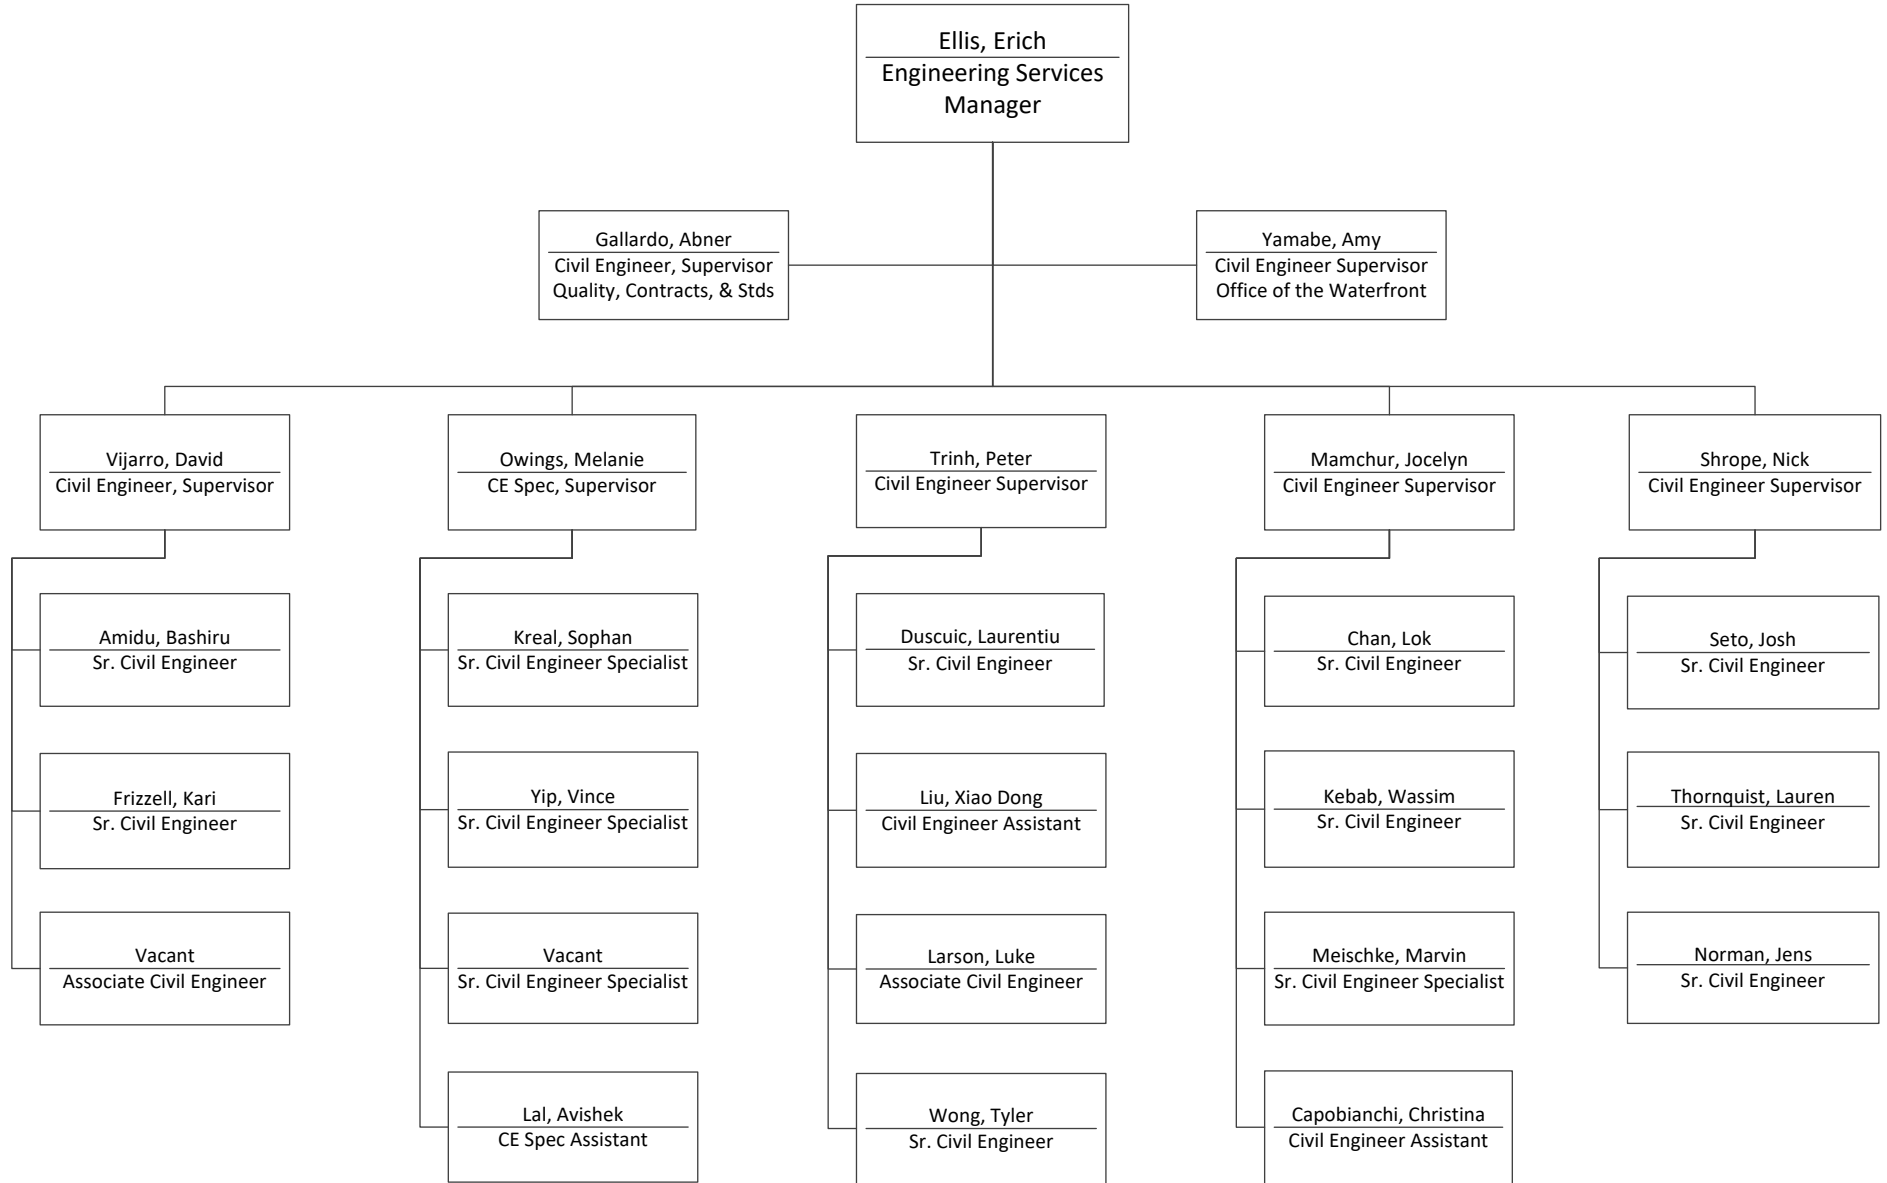 Ellis, Erich
Engineering Services
Manager
Gallardo, Abner
Civil Engineer, Supervisor
Quality, Contracts, & Stds
Yamabe, Amy
Civil Engineer Supervisor
Office of the Waterfront
Vijarro, David
Civil Engineer, Supervisor
Owings, Melanie
CE Spec, Supervisor
Trinh, Peter
Civil Engineer Supervisor
Mamchur, Jocelyn
Civil Engineer Supervisor
Shrope, Nick
Civil Engineer Supervisor
Amidu, Bashiru
Sr. Civil Engineer
Kreal, Sophan
Sr. Civil Engineer Specialist
Duscuic, Laurentiu
Sr. Civil Engineer
Chan, Lok
Sr. Civil Engineer
Seto, Josh
Sr. Civil Engineer
Frizzell, Kari
Sr. Civil Engineer
Yip, Vince
Sr. Civil Engineer Specialist
Liu, Xiao Dong
Civil Engineer Assistant
Kebab, Wassim
Sr. Civil Engineer
Thornquist, Lauren
Sr. Civil Engineer
Vacant
Associate Civil Engineer
Vacant
Sr. Civil Engineer Specialist
Larson, Luke
Associate Civil Engineer
Meischke, Marvin
Sr. Civil Engineer Specialist
Norman, Jens
Sr. Civil Engineer
Lal, Avishek
CE Spec Assistant
Wong, Tyler
Sr. Civil Engineer
Capobianchi, Christina
Civil Engineer Assistant